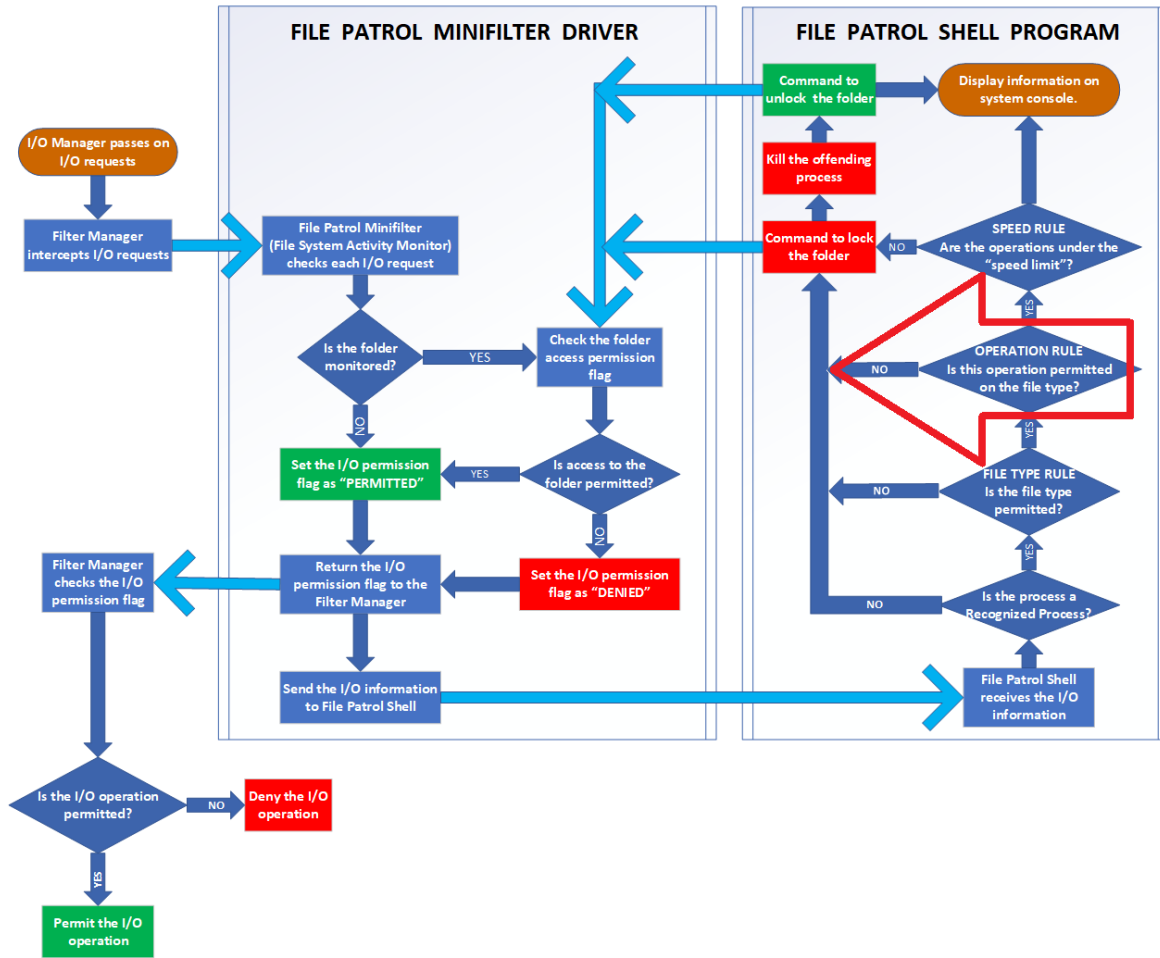 FILE PATROL MINIFILTER DRIVER
FILE PATROL SHELL PROGRAM
I/O Manager passes on
I/O requests
Filter Manager
intercepts I/O requests
File Patrol Minifilter
(File System Activity Monitor)
checks each I/O request
Is the folder
monitored?
YES
NO
Check the folder
access permission
flag
Set the I/O permission
flag as "PERMITTED"
YES
Is access to the
folder permitted?
NO
Return the I/O
permission flag to the
Filter Manager
Set the I/O permission
flag as "DENIED"
Send the I/O information
to File Patrol Shell
Filter Manager
checks the I/O
permission flag
Is the I/O operation
permitted?
NO
Deny the I/O
operation
YES
Permit the I/O
operation
Command to
unlock the folder
Display information on
system console.
Kill the offending
process
Command to lock
the folder
NO
SPEED RULE
Are the operations under the
“speed limit”?
YES
NO
OPERATION RULE
Is this operation permitted
on the file type?
YES
NO
FILE TYPE RULE
Is the file type
permitted?
YES
NO
Is the process a
Recognized Process?
File Patrol Shell
receives the I/O
information